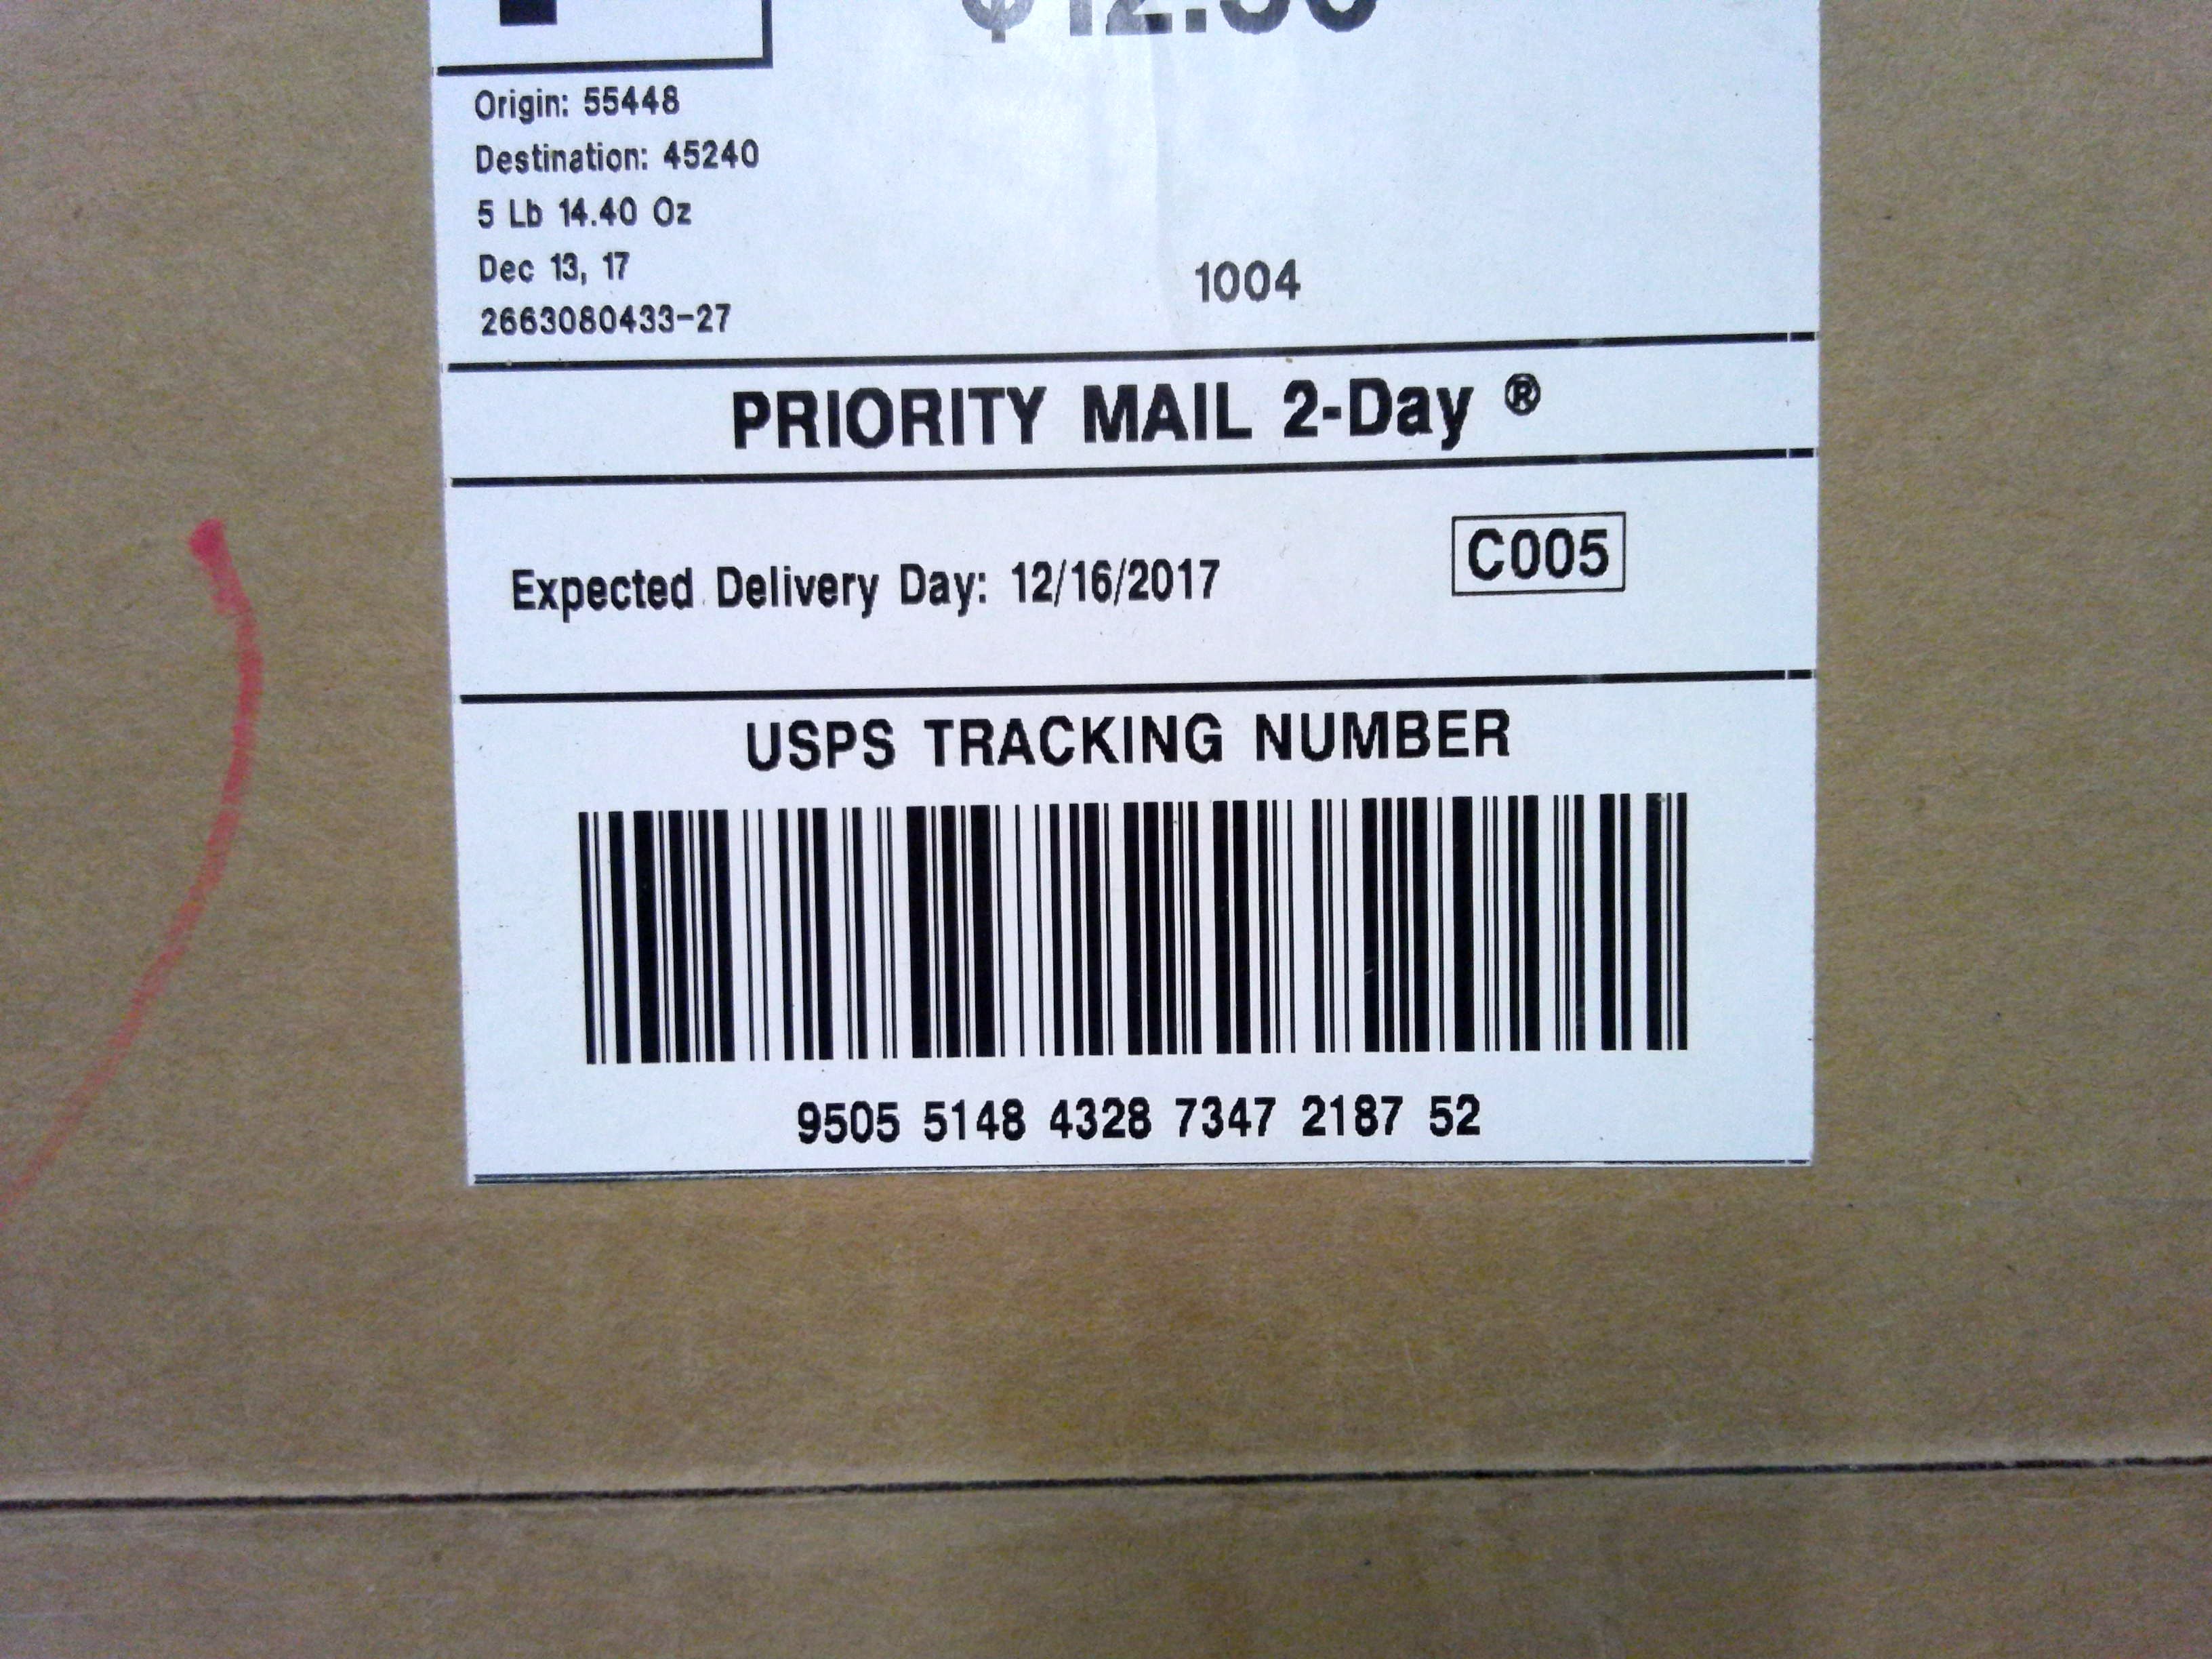 Origin: 55448
Destination: 45240
5 Lb 14.40 Oz
Dec 13, 17
2663080433-27
1004
PRIORITY MAIL 2-Day ®
Expected Delivery Day: 12/16/2017
C005
USPS TRACKING NUMBER
9505 5148 4328 7347 2187 52